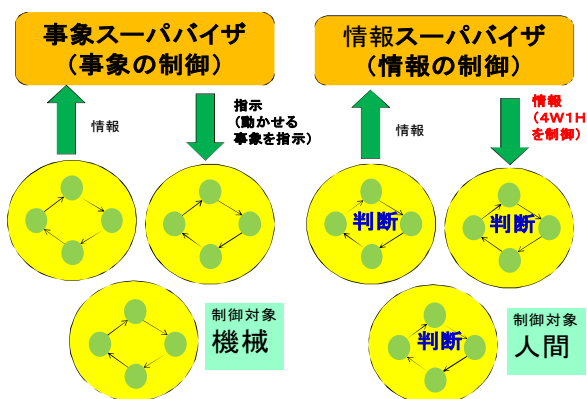 事象スーパバイザ
(事象の制御)
情報
指示
(動かせる
事象を指示)
制御対象
機械
情報スーパバイザ
(情報の制御)
情報
情報
(4W1H
を制御)
判断
判断
判断
制御対象
人間